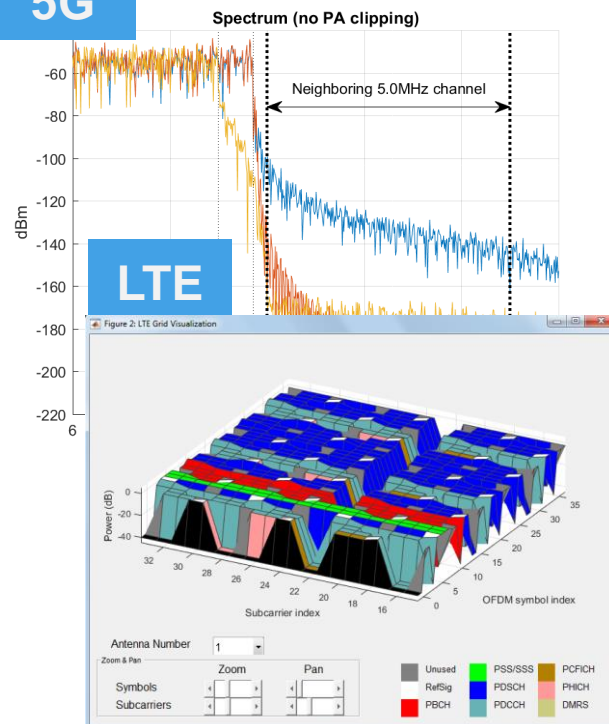 5G
Spectrum (no PA clipping)
-60
-80
-100
-120
-140
-160
-180
-200
-220
6
dBm
Neighboring 5.0MHz channel
LTE
Figure 2: LTE Grid Visualization
Power (dB)
0
-20
-40
32
30
28
26
24
22
20
18
16
Subcarrier index
0
5
10
15
20
25
30
35
OFDM symbol index
Antenna Number
1
Zoom & Pan
Zoom
Pan
Symbols
Subcarriers
Unused
RefSig
PBCH
PSS/SSS
PDSCH
PDCCH
PCFICH
PHICH
DMRS